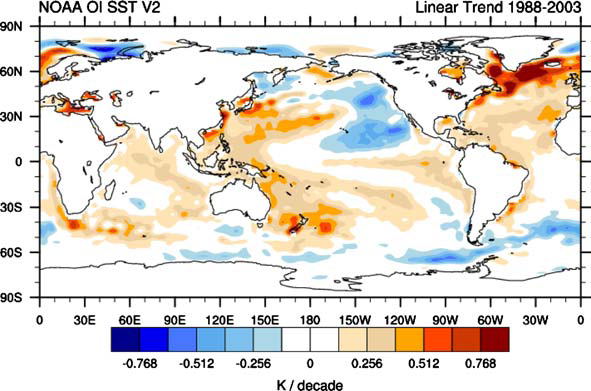 NOAA OI SST V2 Linear Trend 1988-2003
90N
60N
30N
0
30S
60S
90S
0 30E 60E 90E 120E 150E 180 150W 120W 90W 60W 30W 0
-0.768 -0.512 -0.256 0 0.256 0.512 0.768
K / decade